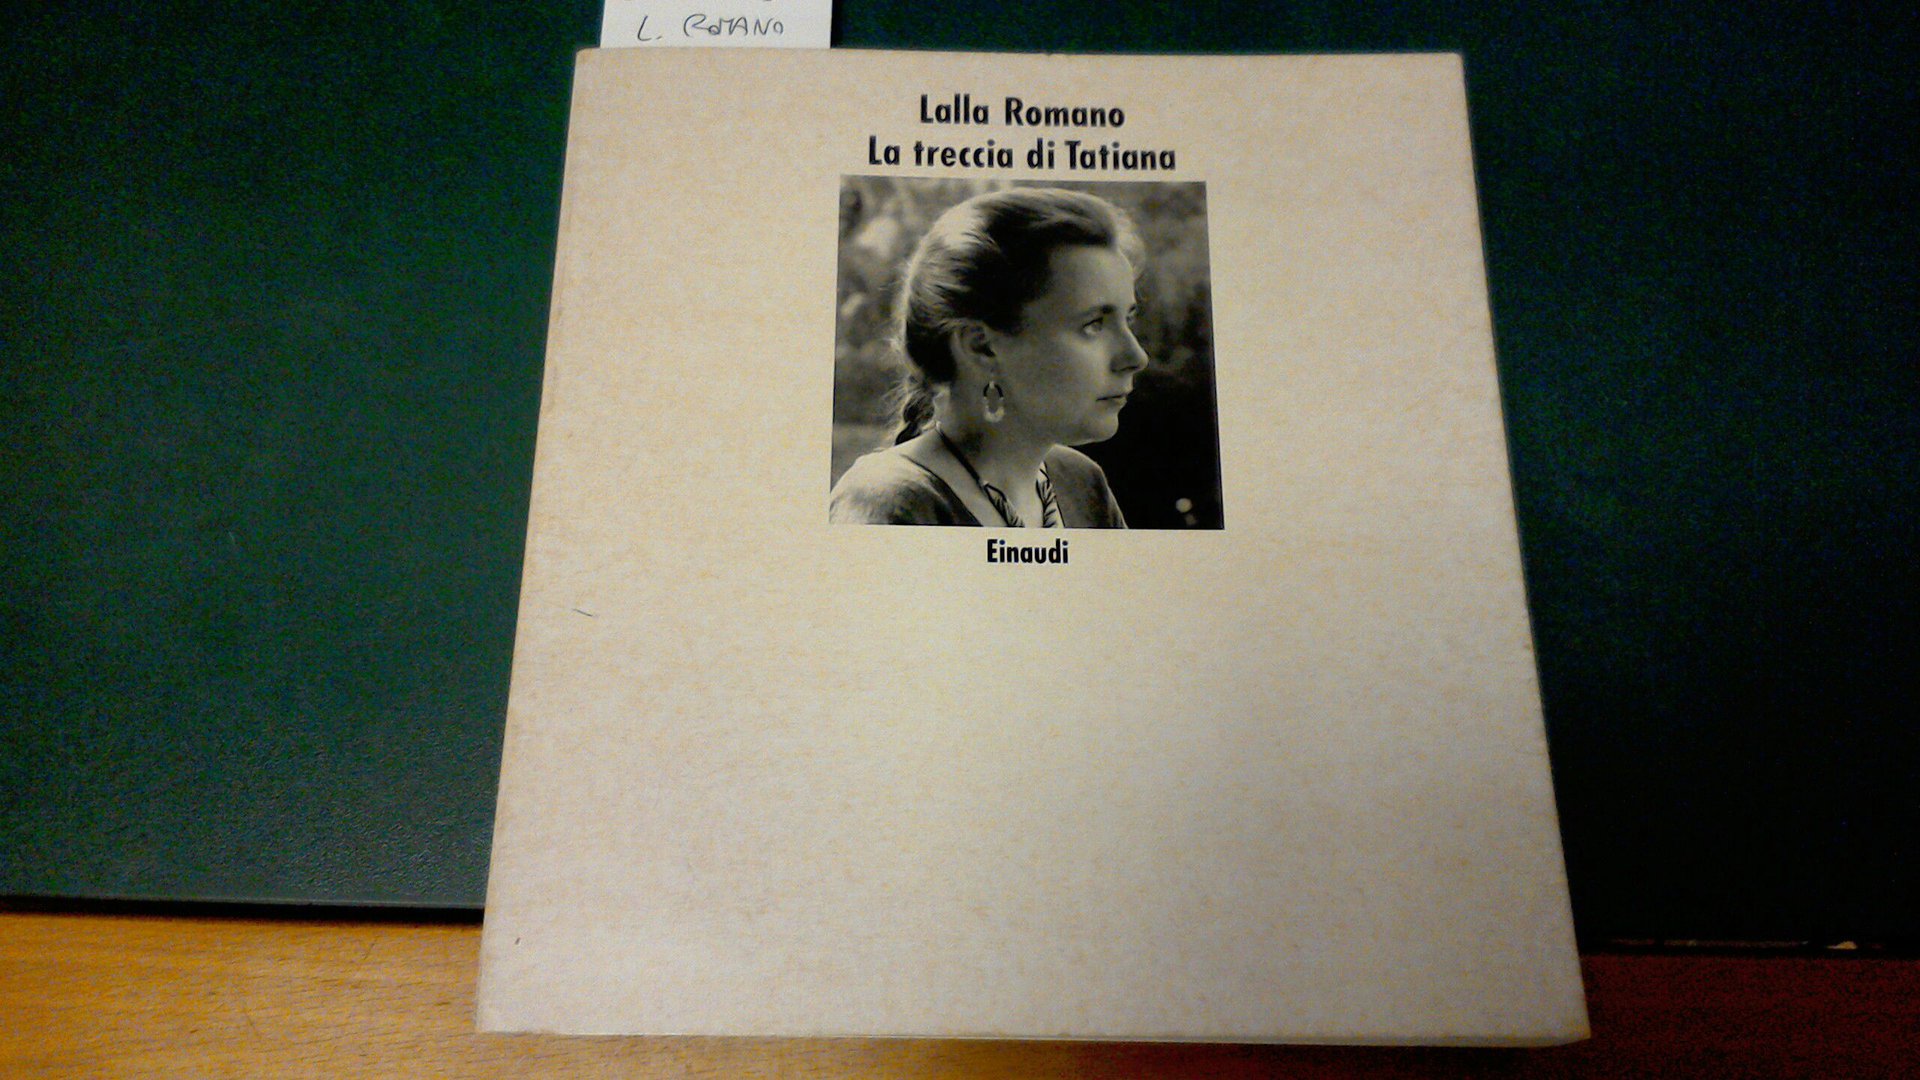 L. ROMANO
Lalla Romano
La treccia di Tatiana
Einaudi